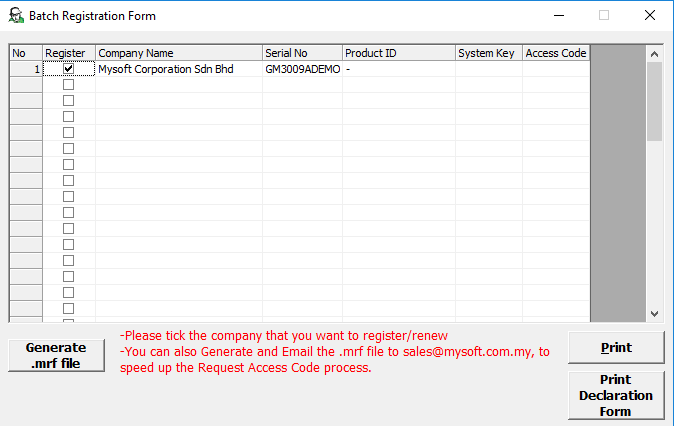 Batch Registration Form
No Register Company Name Serial No Product ID System Key Access Code
1 Mysoft Corporation Sdn Bhd GM3009ADEMO -
Generate
.mrf file
-Please tick the company that you want to register/renew
-You can also Generate and Email the .mrf file to sales@mysoft.com.my, to
speed up the Request Access Code process.
Print
Print
Declaration
Form